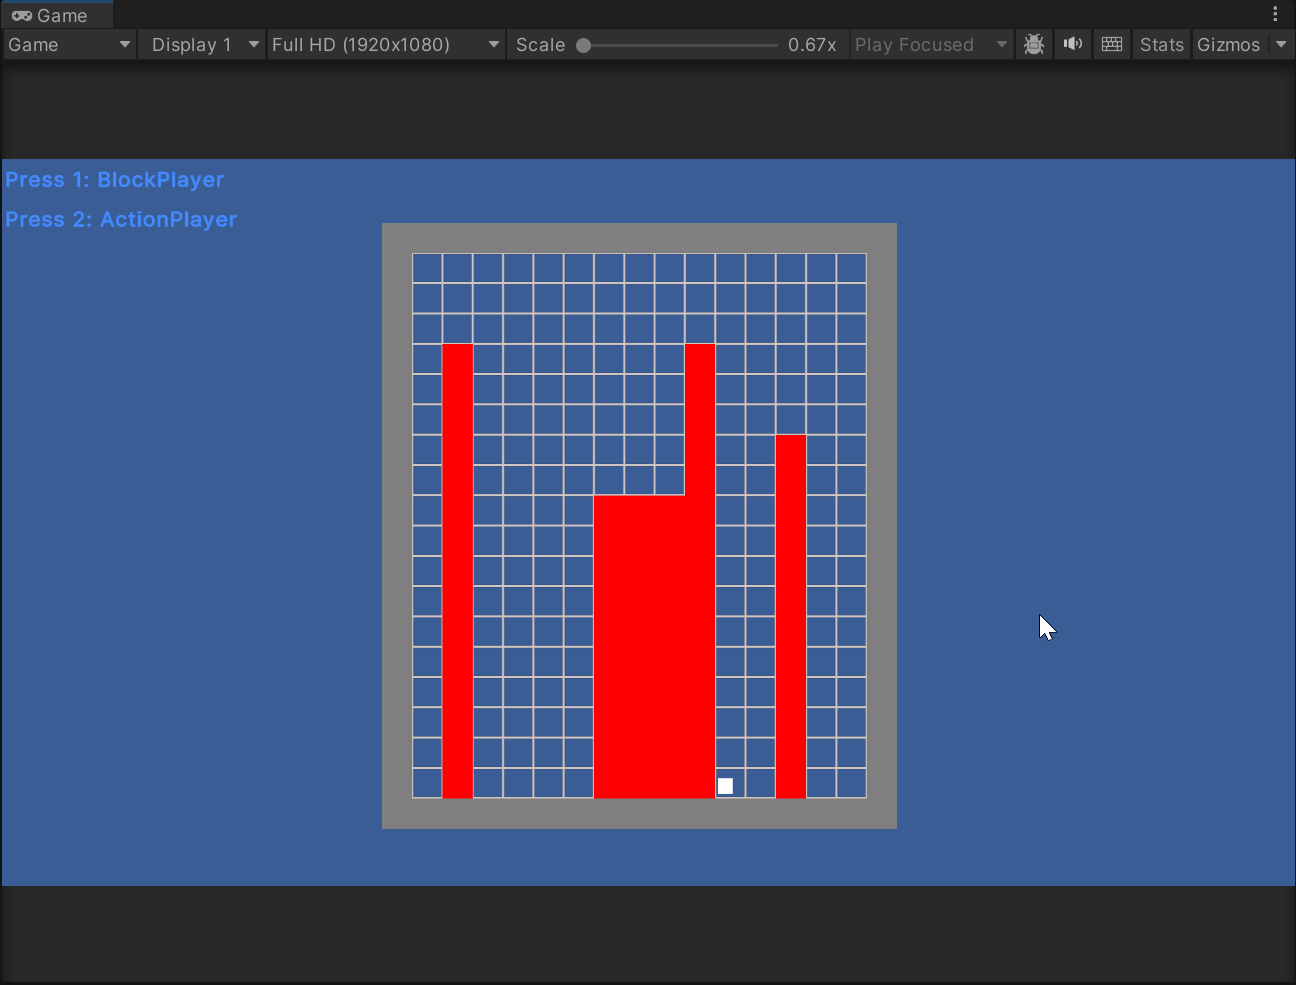 Game
Game Display 1 Full HD (1920x1080) Scale 0.67x Play Focused Stats Gizmos
Press 1: BlockPlayer
Press 2: ActionPlayer